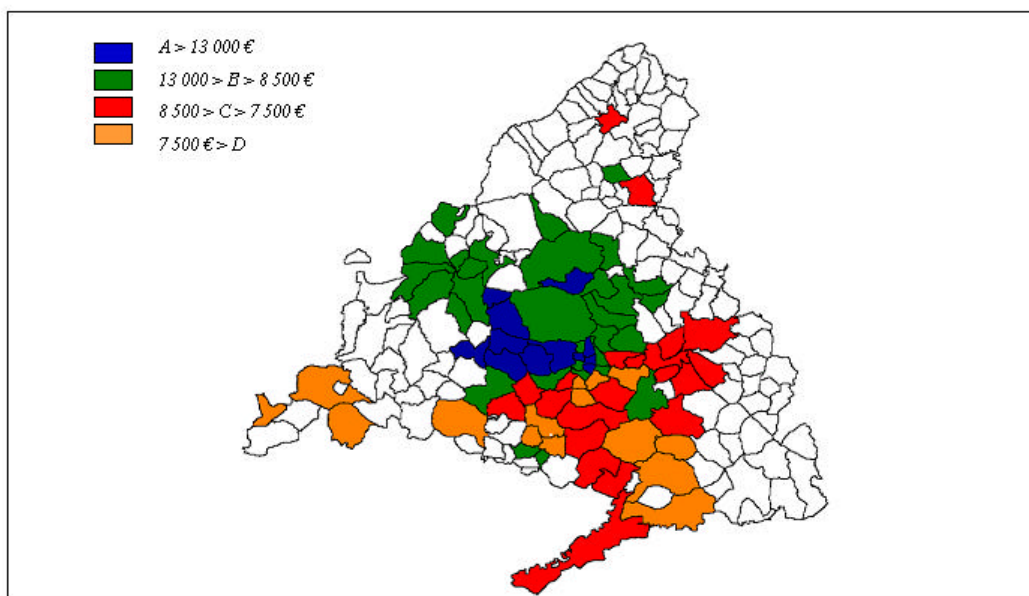 A > 13 000 €
13 000 > B > 8 500 €
8 500 > C > 7 500 €
7 500 € > D